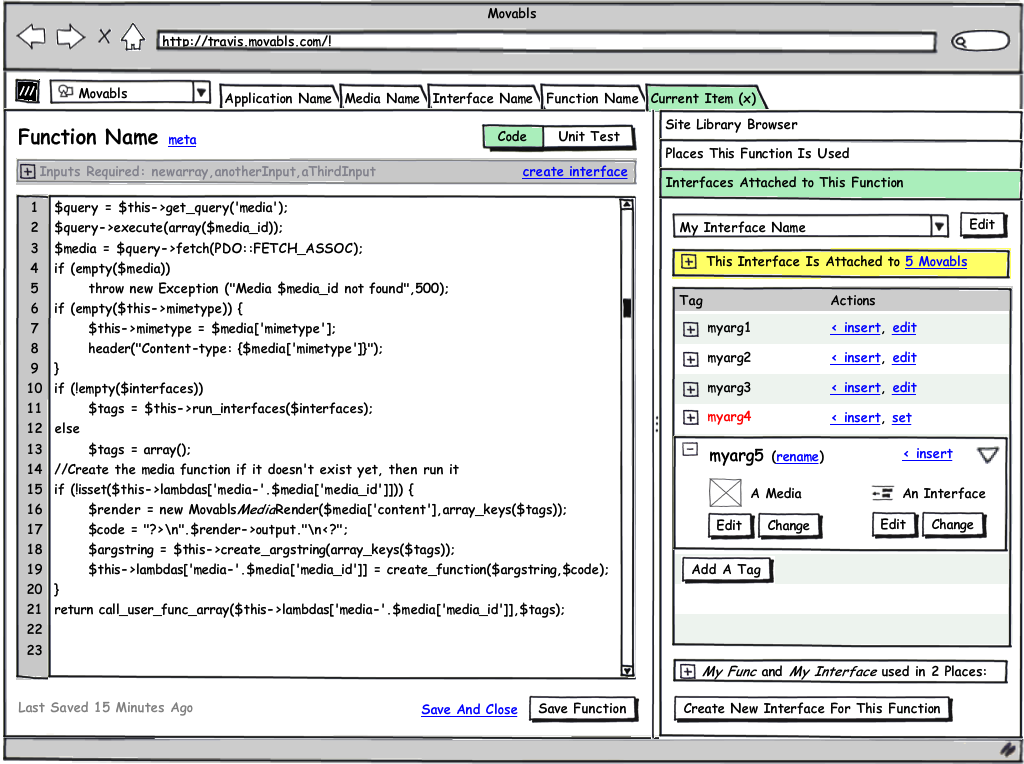 Movabls
http://travis.movabls.com/!
Movabls
Application Name
Media Name
Interface Name
Function Name
Current Item (x)
Function Name meta
Code
Unit Test
Inputs Required: newarray,anotherInput,aThirdInput
create interface
1 $query = $this->get_query('media');
2 $query->execute(array($media_id));
3 $media = $query->fetch(PDO::FETCH_ASSOC);
4 if (empty($media))
5 throw new Exception ("Media $media_id not found",500);
6 if (empty($this->mimetype)) {
7 $this->mimetype = $media['mimetype'];
8 header("Content-type: {$media['mimetype']}");
9 }
10 if (!empty($interfaces))
11 $tags = $this->run_interfaces($interfaces);
12 else
13 $tags = array();
14 //Create the media function if it doesn't exist yet, then run it
15 if (!isset($this->lambdas['media-'.$media['media_id']])) {
16 $render = new MovablsMediaRender($media['content'],array_keys($tags));
17 $code = "?>\n".$render->output."\n<?";
18 $argstring = $this->create_argstring(array_keys($tags));
19 $this->lambdas['media-'.$media['media_id']] = create_function($argstring,$code);
20 }
21 return call_user_func_array($this->lambdas['media-'.$media['media_id']],$tags);
22
23
Last Saved 15 Minutes Ago
Save And Close
Save Function
Site Library Browser
Places This Function Is Used
Interfaces Attached to This Function
My Interface Name
Edit
This Interface Is Attached to 5 Movabls
Tag Actions
myarg1 < insert, edit
myarg2 < insert, edit
myarg3 < insert, edit
myarg4 < insert, set
myarg5 (rename) < insert
A Media
An Interface
Edit Change
Edit Change
Add A Tag
My Func and My Interface used in 2 Places:
Create New Interface For This Function